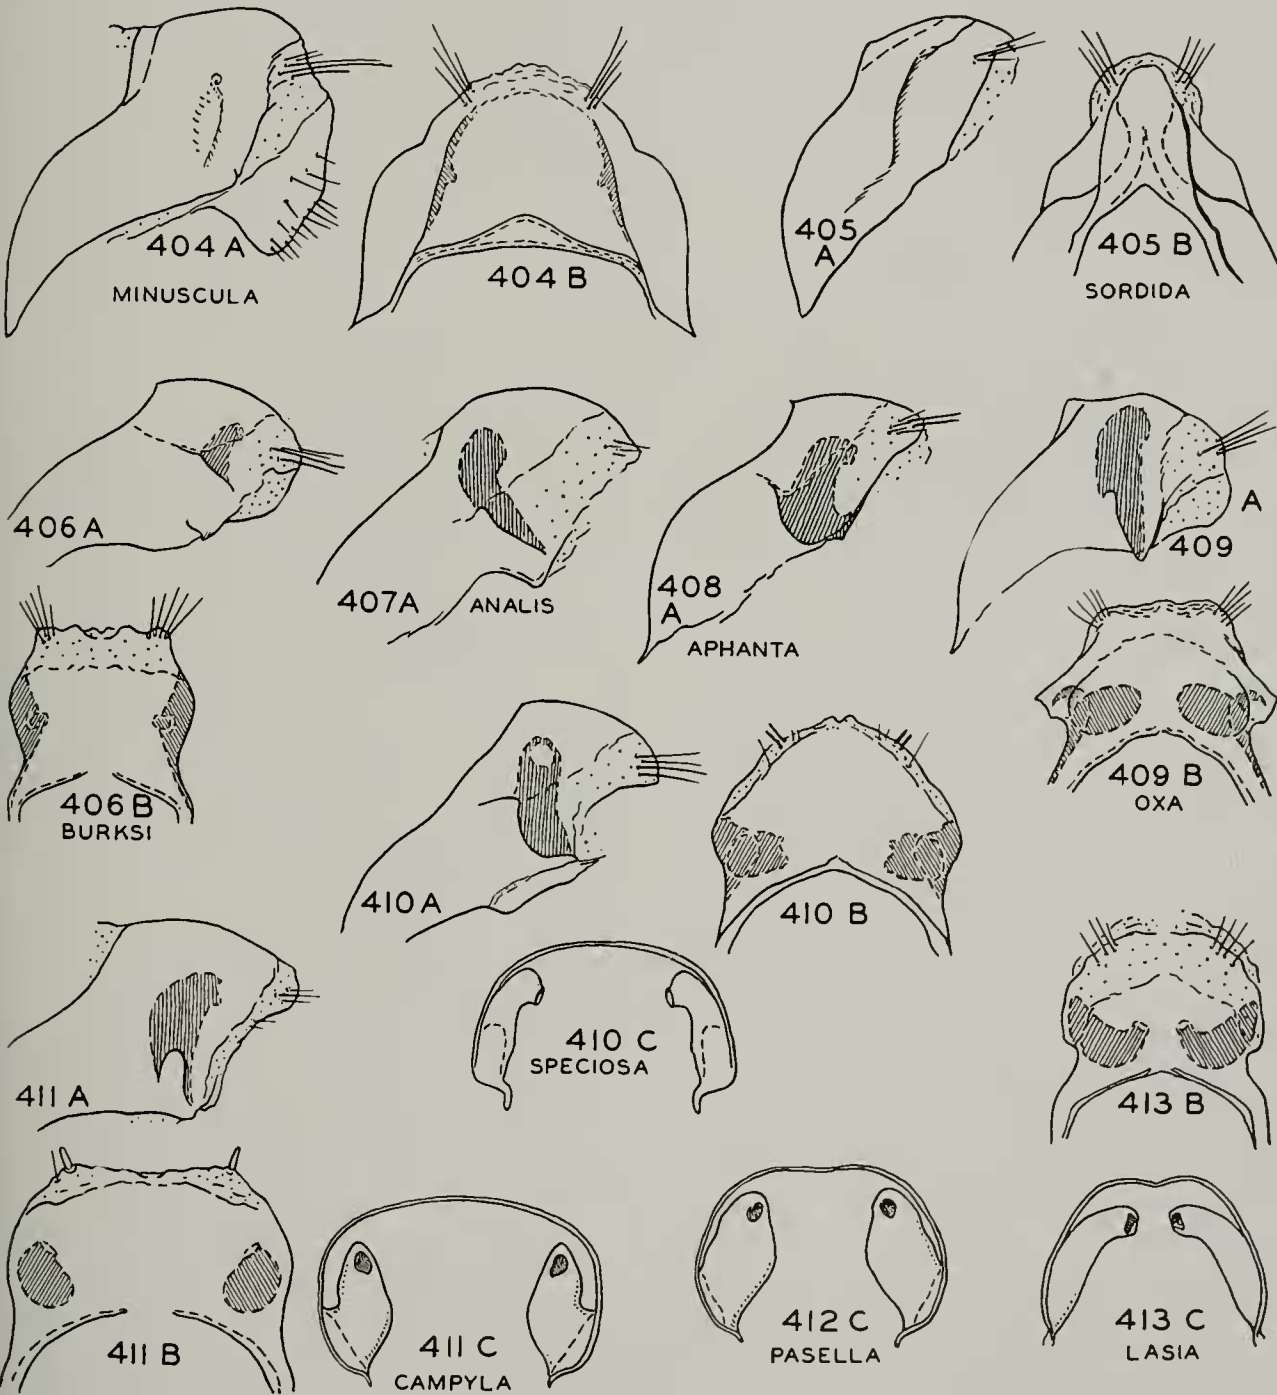 404 A
MINUSCULA
404 B
405
A
405 B
SORDIDA
406 A
407A
ANALIS
408
A
APHANTA
A
409
406 B
BURKSI
409 B
OXA
410 A
410 B
410 C
SPECIOSA
411 A
413 B
411 B
411 C
CAMPYLA
412 C
PASELLA
413 C
LASIA